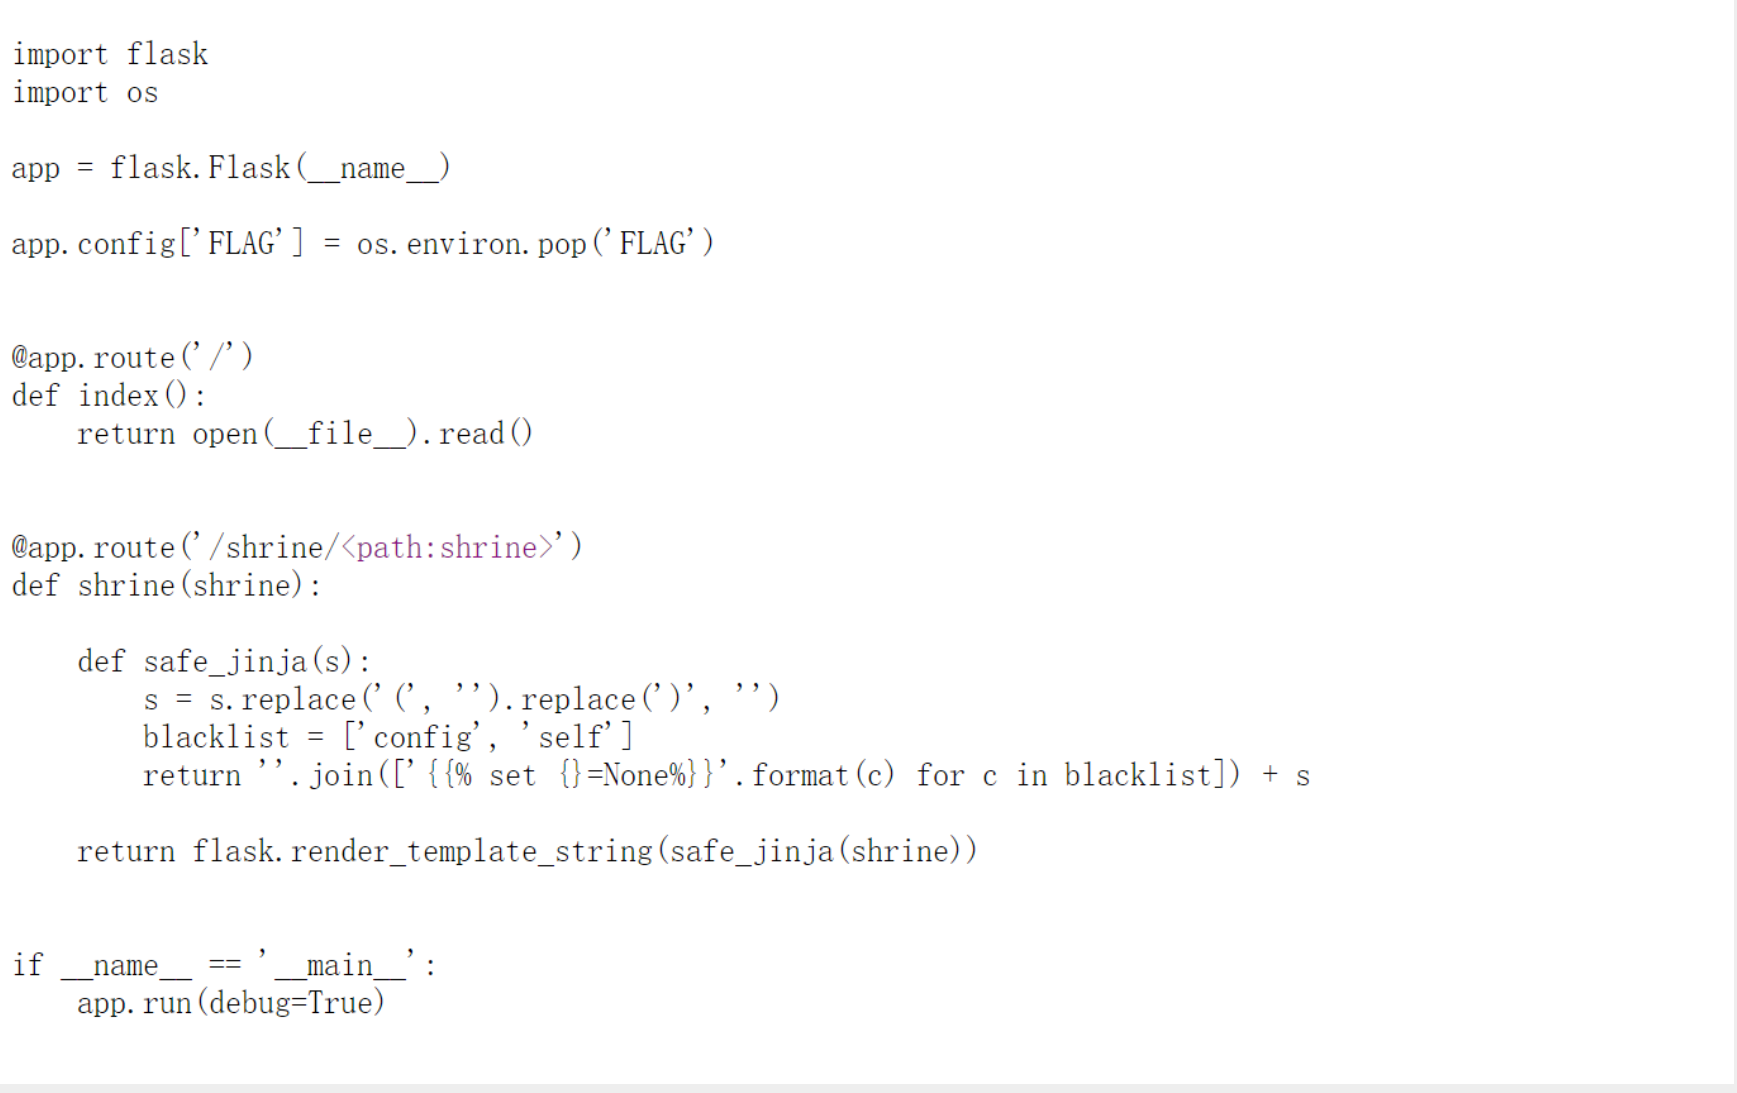 import flask
import os
app = flask.Flask(__name__)
app.config['FLAG'] = os.environ.pop('FLAG')
@app.route('/')
def index():
    return open(__file__).read()
@app.route('/shrine/<path:shrine>')
def shrine(shrine):
    def safe_jinja(s):
        s = s.replace('(', '').replace(')', '')
        blacklist = ['config', 'self']
        return ''.join(['{{% set {}=None%}}'.format(c) for c in blacklist]) + s
    return flask.render_template_string(safe_jinja(shrine))
if __name__ == '__main__':
    app.run(debug=True)